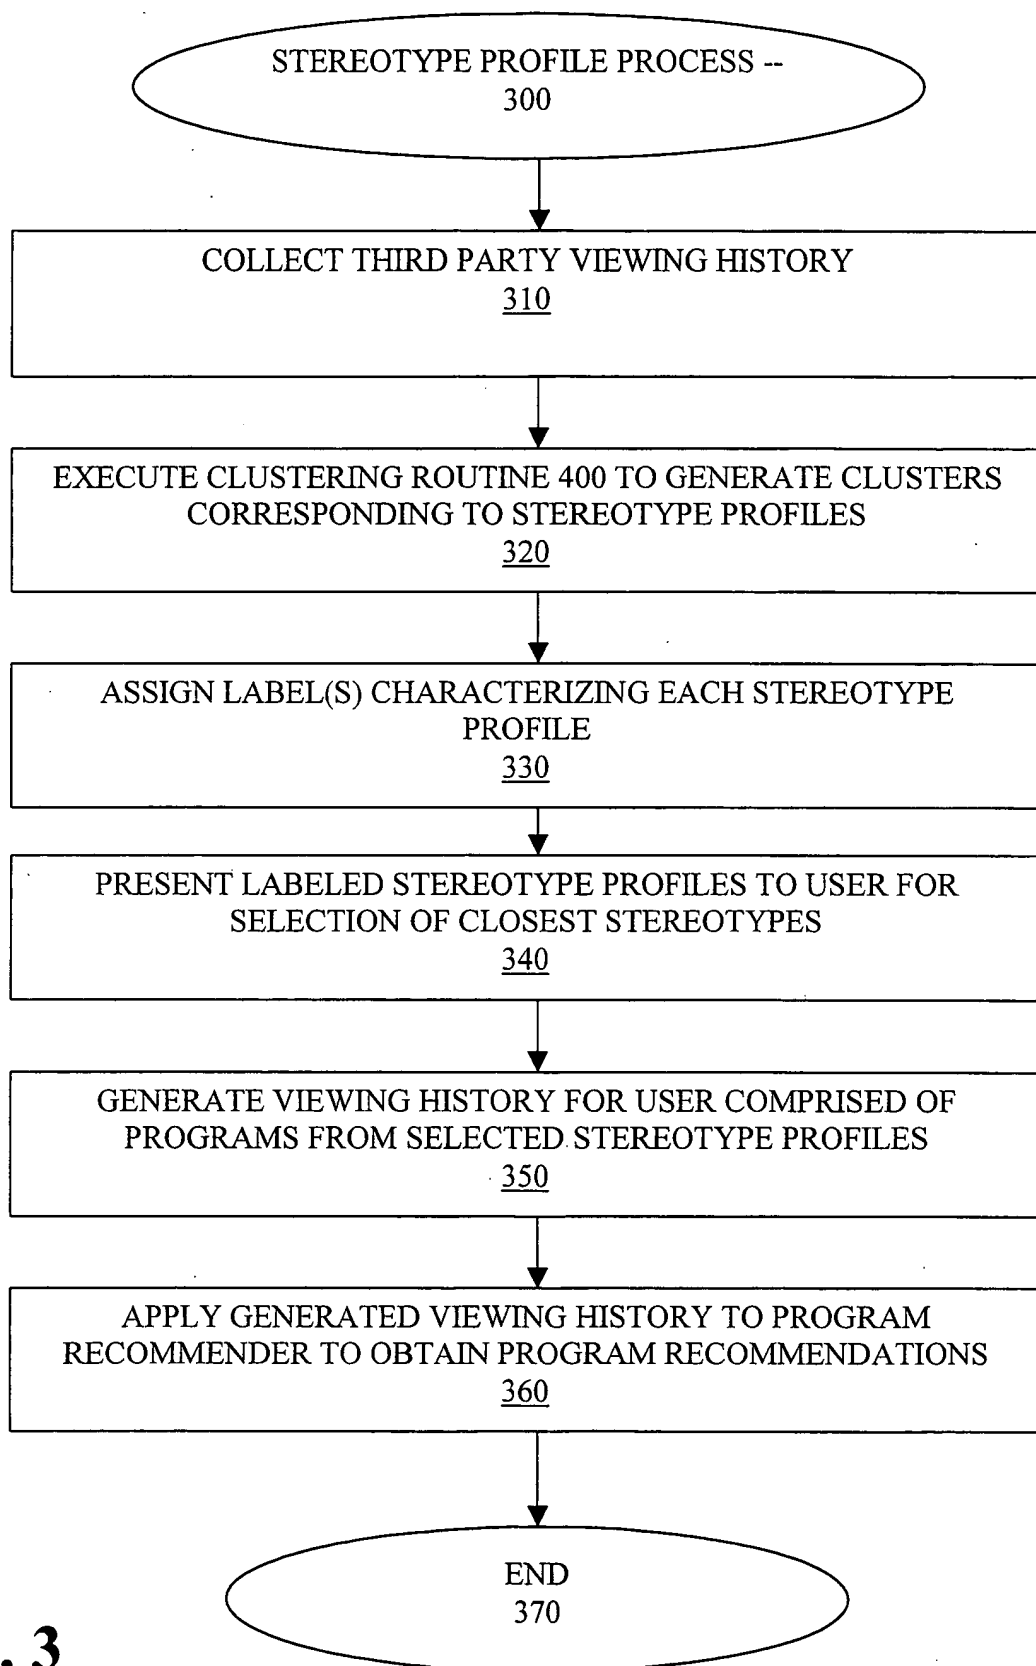 STEREOTYPE PROFILE PROCESS --
300
COLLECT THIRD PARTY VIEWING HISTORY
310
EXECUTE CLUSTERING ROUTINE 400 TO GENERATE CLUSTERS
CORRESPONDING TO STEREOTYPE PROFILES
320
ASSIGN LABEL(S) CHARACTERIZING EACH STEREOTYPE
PROFILE
330
PRESENT LABELED STEREOTYPE PROFILES TO USER FOR
SELECTION OF CLOSEST STEREOTYPES
340
GENERATE VIEWING HISTORY FOR USER COMPRISED OF
PROGRAMS FROM SELECTED STEREOTYPE PROFILES
350
APPLY GENERATED VIEWING HISTORY TO PROGRAM
RECOMMENDER TO OBTAIN PROGRAM RECOMMENDATIONS
360
END
370
. 3